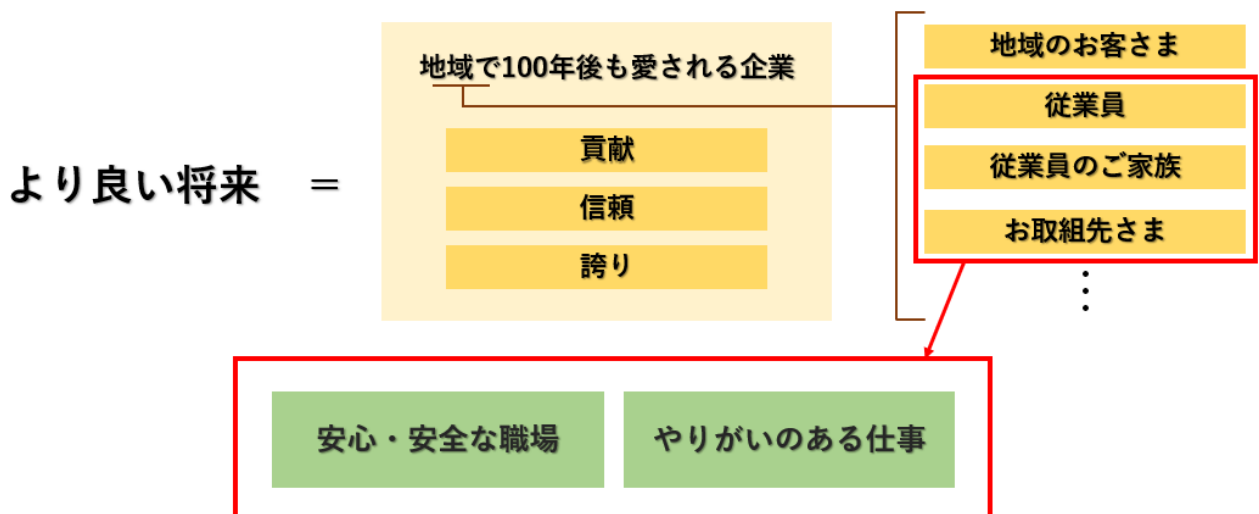 より良い将来 ＝
地域で100年後も愛される企業
貢献
信頼
誇り
地域のお客さま
従業員
従業員のご家族
お取組先さま
⋮
安心・安全な職場
やりがいのある仕事